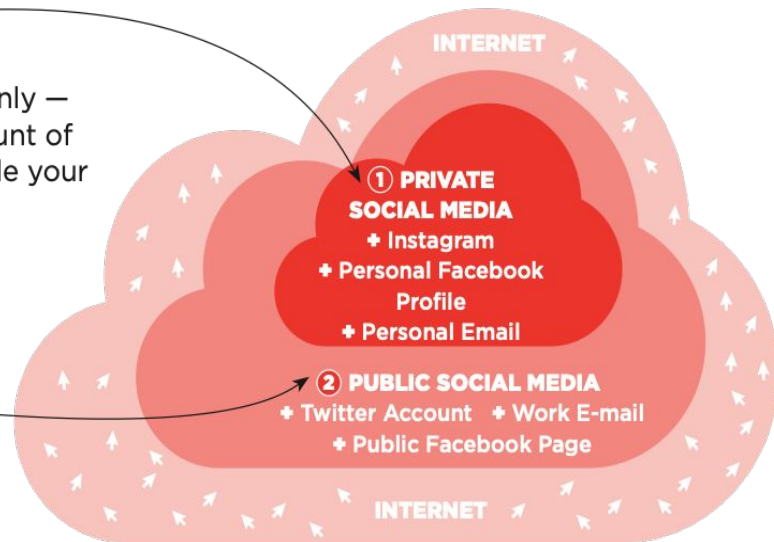 INTERNET
nly —
unt of
le your
① PRIVATE
SOCIAL MEDIA
+ Instagram
+ Personal Facebook
Profile
+ Personal Email
② PUBLIC SOCIAL MEDIA
+ Twitter Account + Work E-mail
+ Public Facebook Page
INTERNET